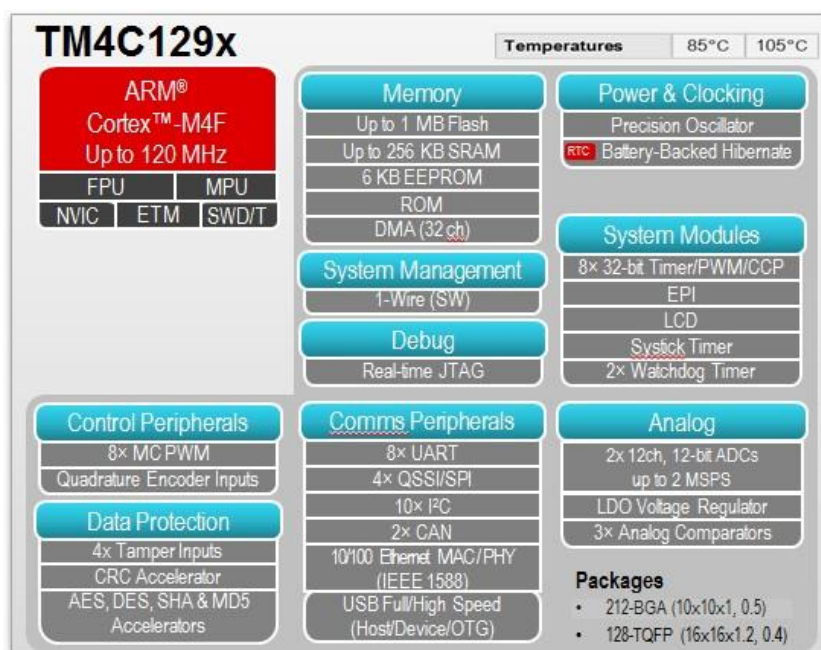 TM4C129x
Temperatures 85°C 105°C
ARM®
Cortex™-M4F
Up to 120 MHz
FPU MPU
NVIC ETM SWD/T
Memory
Up to 1 MB Flash
Up to 256 KB SRAM
6 KB EEPROM
ROM
DMA (32 ch)
System Management
1-Wire (SW)
Debug
Real-time JTAG
Power & Clocking
Precision Oscillator
RTC Battery-Backed Hibernate
System Modules
8× 32-bit Timer/PWM/CCP
EPI
LCD
Systick Timer
2× Watchdog Timer
Control Peripherals
8× MC PWM
Quadrature Encoder Inputs
Data Protection
4x Tamper Inputs
CRC Accelerator
AES, DES, SHA & MD5
Accelerators
Comms Peripherals
8× UART
4× QSSI/SPI
10× I²C
2× CAN
10/100 Ethernet MAC/PHY
(IEEE 1588)
USB Full/High Speed
(Host/Device/OTG)
Analog
2x 12ch, 12-bit ADCs
up to 2 MSPS
LDO Voltage Regulator
3× Analog Comparators
Packages
• 212-BGA (10x10x1, 0.5)
• 128-TQFP (16x16x1.2, 0.4)